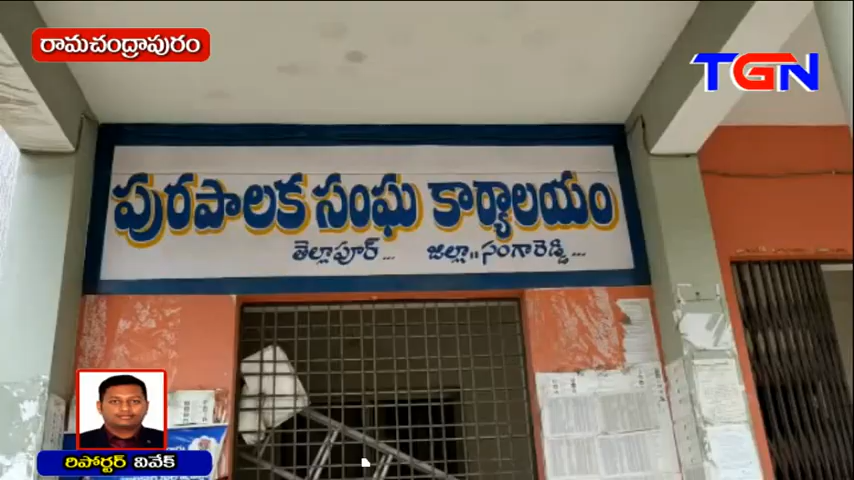 రామచంద్రాపురం
TGN
పురపాలక సంఘ కార్యాలయం
తెల్లాపూర్... జిల్లా॥ సంగారెడ్డి...
రిపోర్టర్ వివేక్